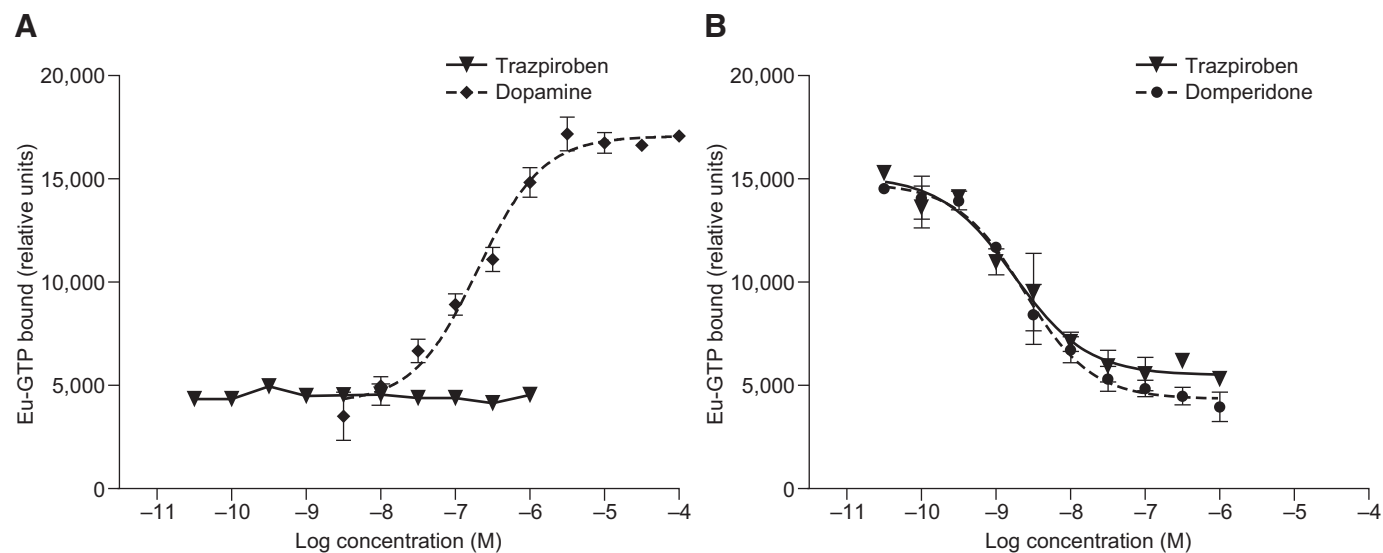 A
Trazpiroben
Dopamine
20,000
15,000
10,000
5,000
0
Eu-GTP bound (relative units)
–11 –10 –9 –8 –7 –6 –5 –4
Log concentration (M)
B
Trazpiroben
Domperidone
20,000
15,000
10,000
5,000
0
Eu-GTP bound (relative units)
–11 –10 –9 –8 –7 –6 –5 –4
Log concentration (M)